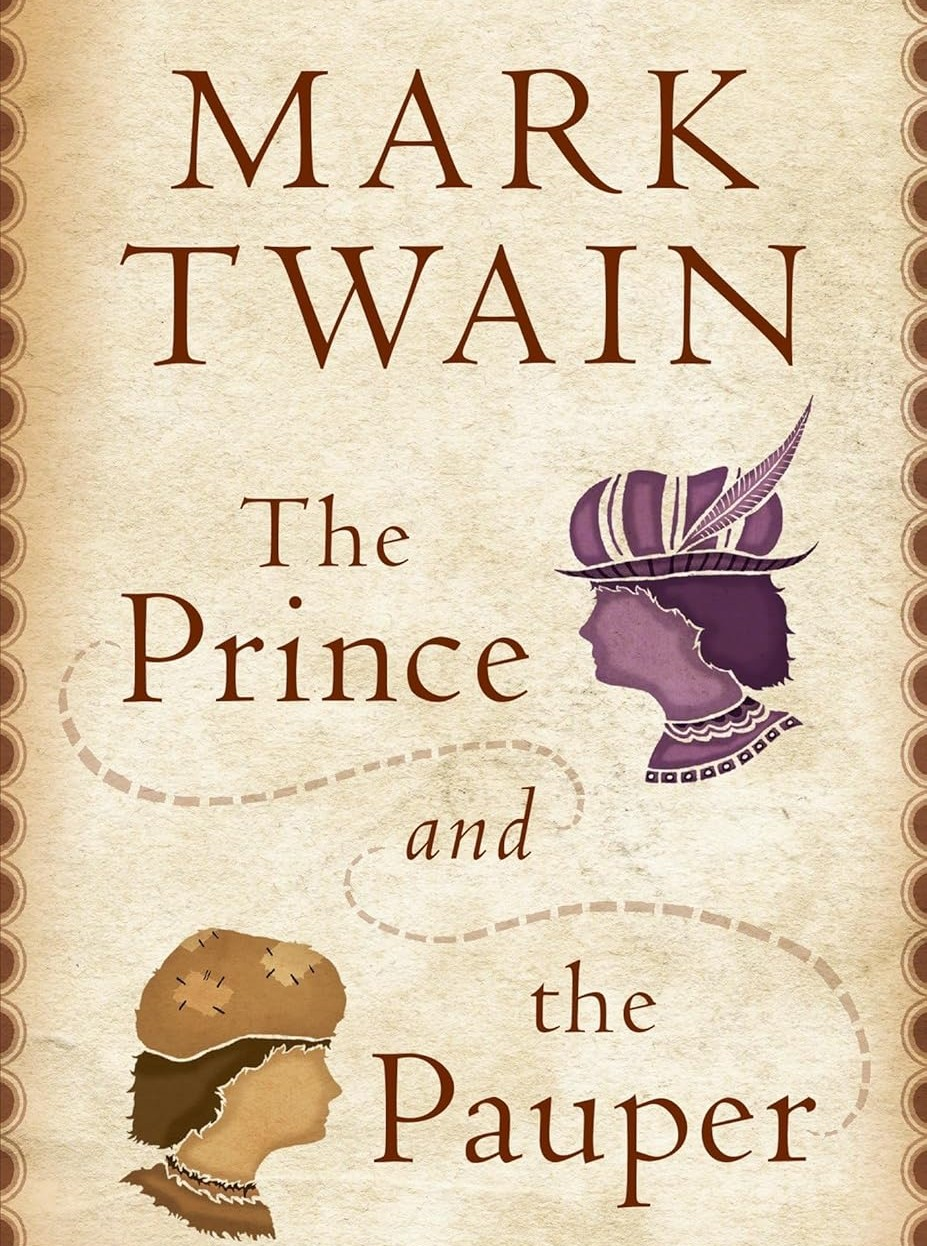 MARK
TWAIN
The
Prince
and
the
Pauper